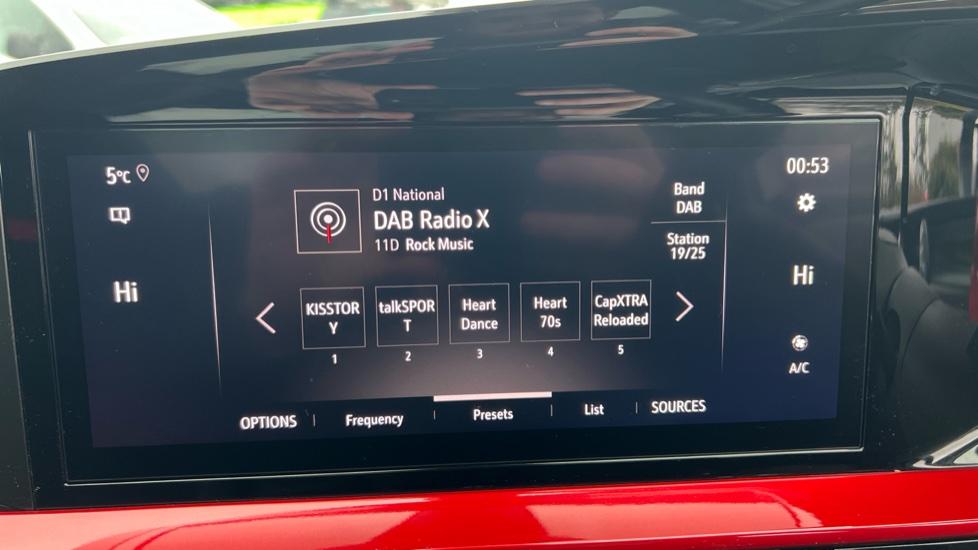 5°C
00:53
D1 National
DAB Radio X
11D Rock Music
Band
DAB
Station
19/25
Hi
Hi
KISSTOR
Y
talkSPOR
T
Heart
Dance
Heart
70s
CapXTRA
Reloaded
1
2
3
4
5
A/C
OPTIONS
Frequency
Presets
List
SOURCES